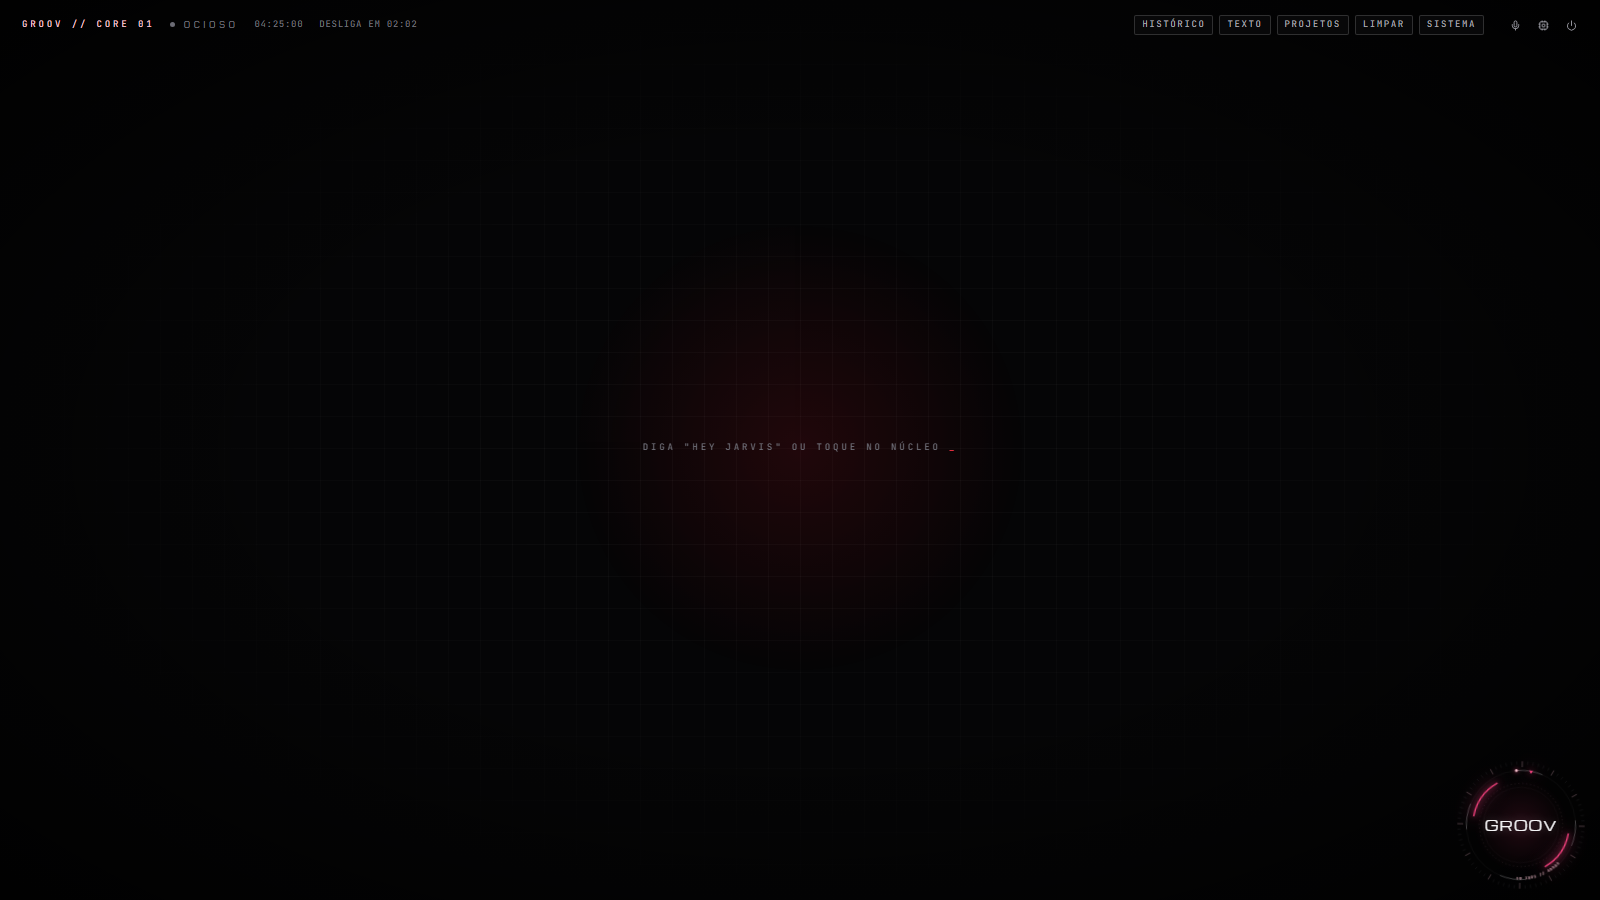 GROOV // CORE 01
OCIOSO
04:25:00
DESLIGA EM 02:02
HISTÓRICO
TEXTO
PROJETOS
LIMPAR
SISTEMA
DIGA "HEY JARVIS" OU TOQUE NO NÚCLEO _
GROOV